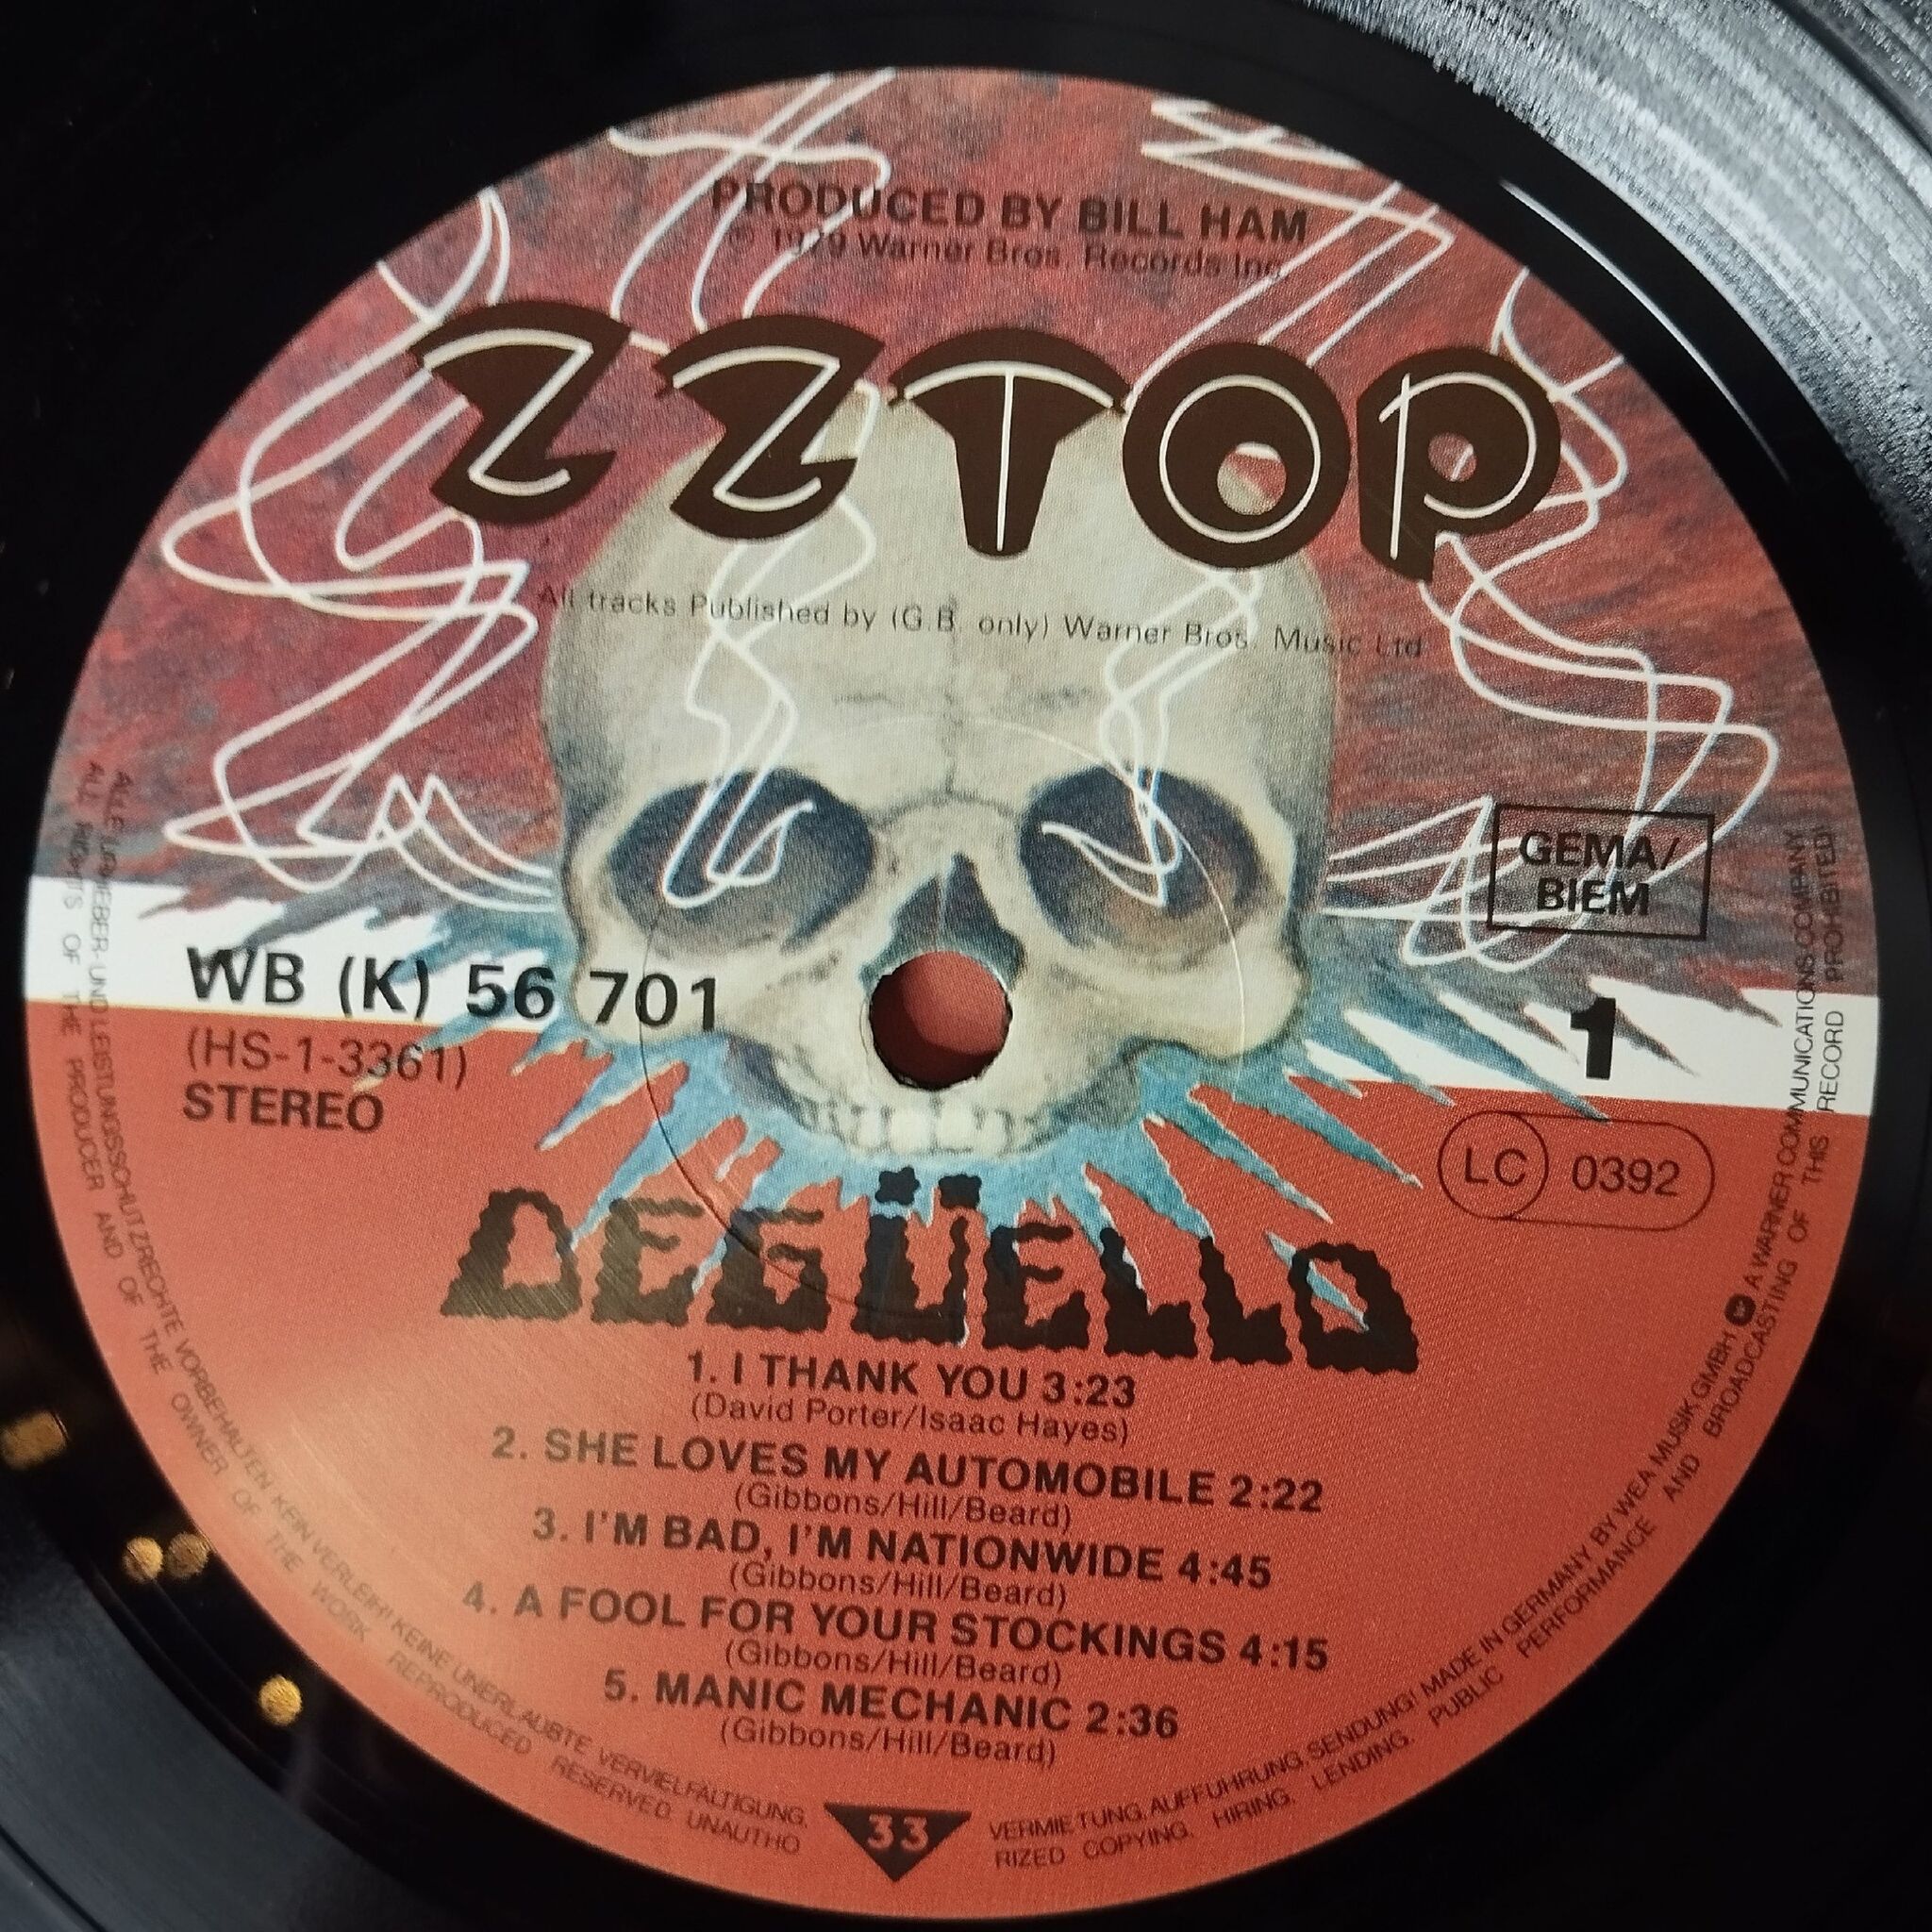 PRODUCED BY BILL HAM
℗ 1979 Warner Bros. Records Inc.
ZZ TOP
All tracks Published by (G.B. only) Warner Bros. Music Ltd.
GEMA/
BIEM
WB (K) 56 701
(HS-1-3361)
STEREO
1
LC 0392
DEGÜELLO
1. I THANK YOU 3:23
(David Porter/Isaac Hayes)
2. SHE LOVES MY AUTOMOBILE 2:22
(Gibbons/Hill/Beard)
3. I'M BAD, I'M NATIONWIDE 4:45
(Gibbons/Hill/Beard)
4. A FOOL FOR YOUR STOCKINGS 4:15
(Gibbons/Hill/Beard)
5. MANIC MECHANIC 2:36
(Gibbons/Hill/Beard)
33
ALLE URHEBER- UND LEISTUNGSSCHUTZRECHTE VORBEHALTEN KEIN VERLEIH! KEINE UNERLAUBTE VERVIELFÄLTIGUNG, VERMIETUNG, AUFFÜHRUNG, SENDUNG! MADE IN GERMANY BY WEA MUSIK GMBH A WARNER COMMUNICATIONS COMPANY
ALL RIGHTS OF THE PRODUCER AND OF THE OWNER OF THE WORK REPRODUCED RESERVED UNAUTHORIZED COPYING, HIRING, LENDING, PUBLIC PERFORMANCE AND BROADCASTING OF THIS RECORD PROHIBITED!